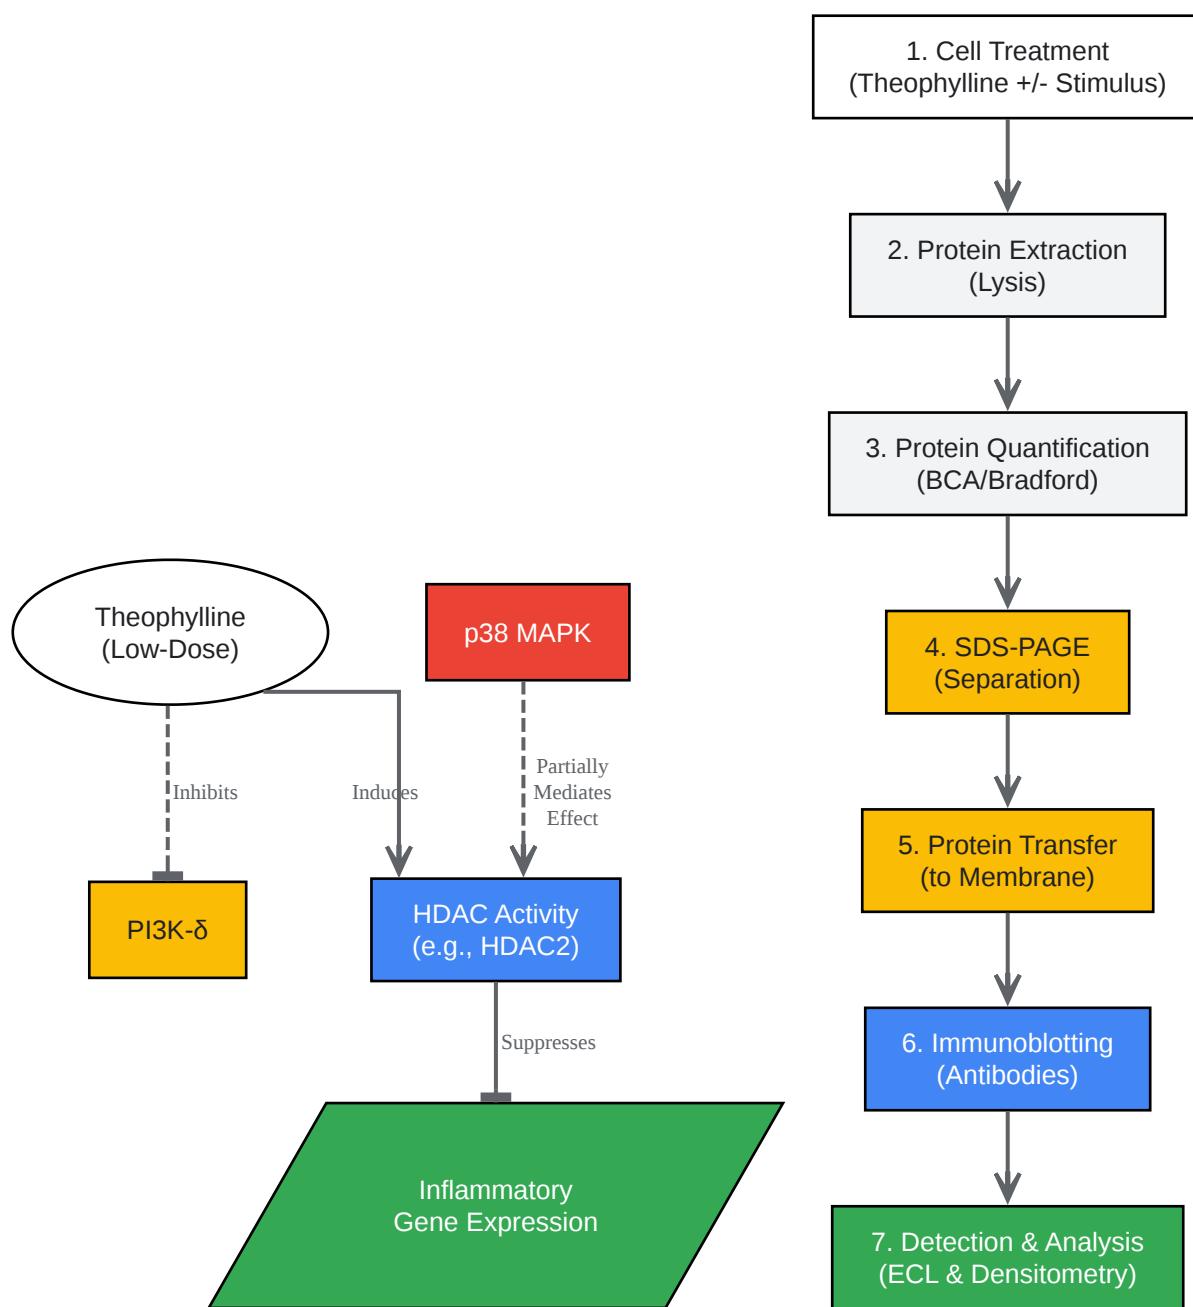 1. Cell Treatment
(Theophylline +/- Stimulus)
2. Protein Extraction
(Lysis)
3. Protein Quantification
(BCA/Bradford)
4. SDS-PAGE
(Separation)
5. Protein Transfer
(to Membrane)
6. Immunoblotting
(Antibodies)
7. Detection & Analysis
(ECL & Densitometry)
Theophylline
(Low-Dose)
p38 MAPK
Inhibits
Induces
Partially
Mediates
Effect
PI3K-δ
HDAC Activity
(e.g., HDAC2)
Suppresses
Inflammatory
Gene Expression